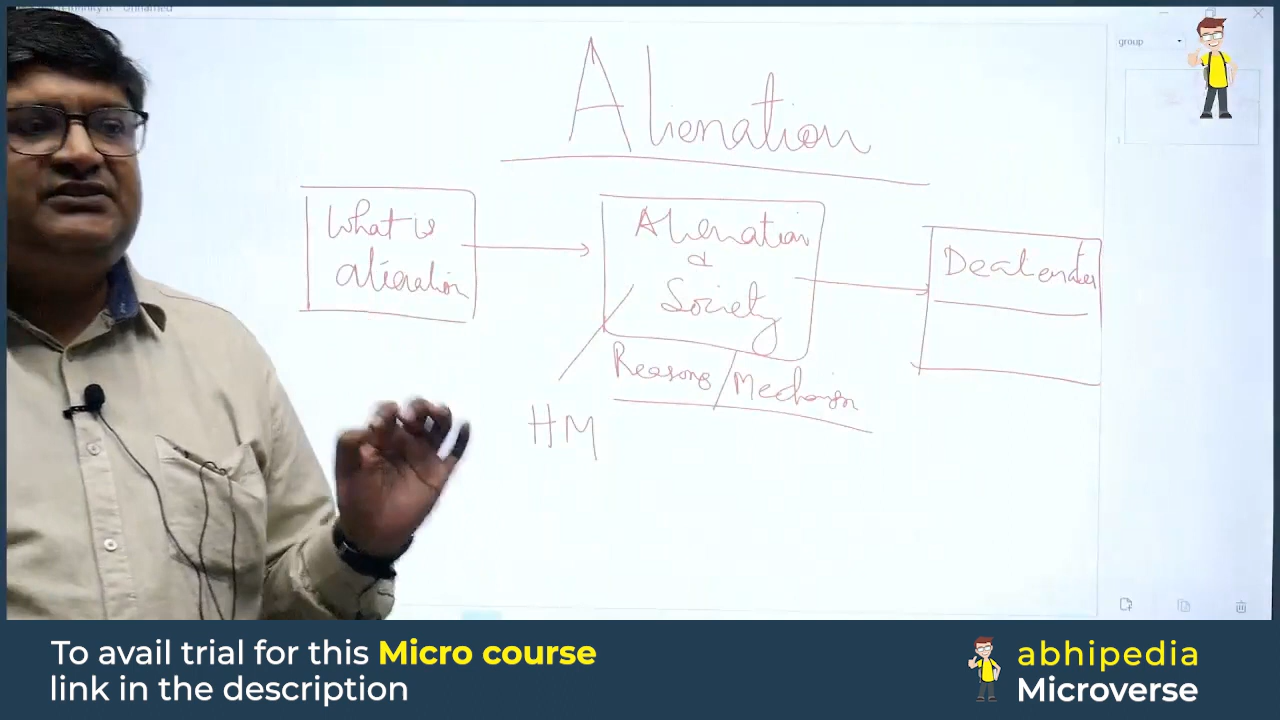 group
Alienation
What is
alienation
Alienation
&
Society
Reasons / Mechanism
HM
To avail trial for this Micro course
link in the description
abhipedia
Microverse